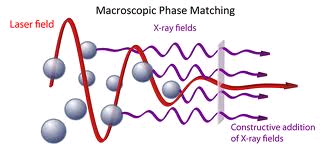 Macroscopic Phase Matching
Laser field
X-ray fields
Constructive addition
of X-ray fields